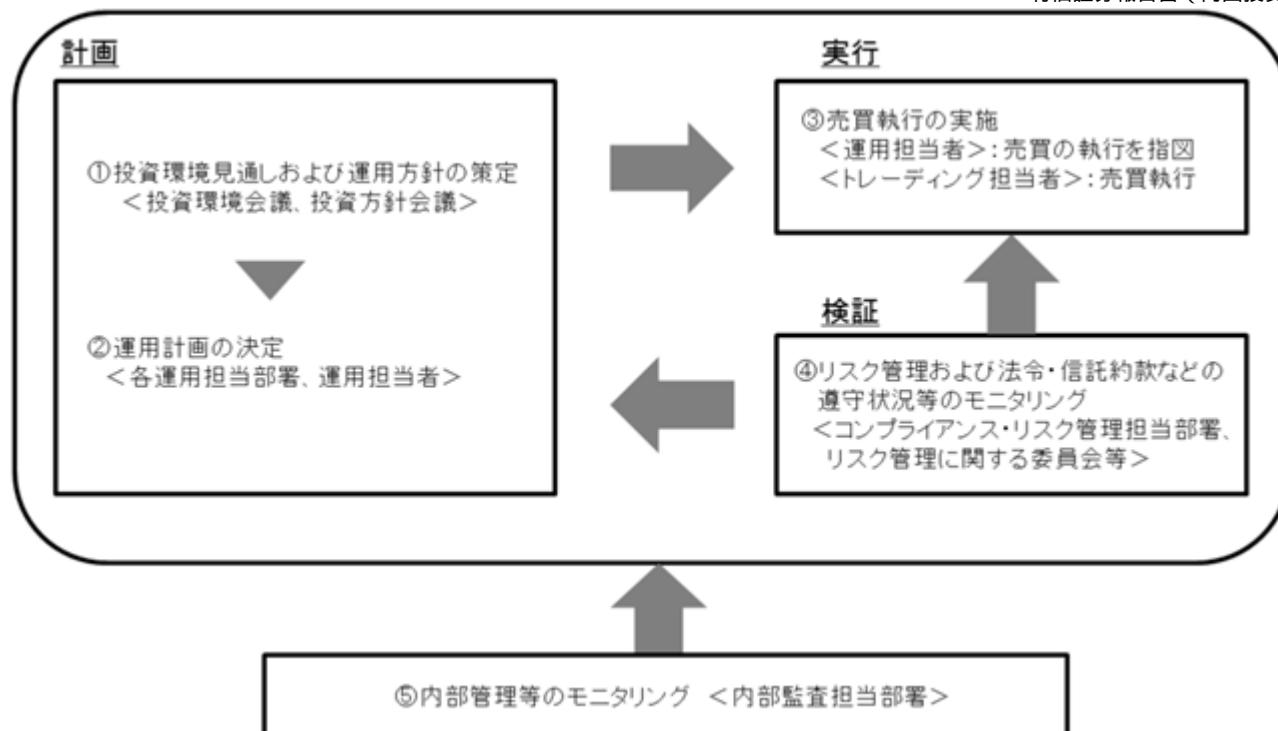 計画
①投資環境見通しおよび運用方針の策定
<投資環境会議、投資方針会議>
②運用計画の決定
<各運用担当部署、運用担当者>
実行
③売買執行の実施
<運用担当者>:売買の執行を指図
<トレーディング担当者>:売買執行
検証
④リスク管理および法令・信託約款などの
遵守状況等のモニタリング
<コンプライアンス・リスク管理担当部署、
リスク管理に関する委員会等>
⑤内部管理等のモニタリング <内部監査担当部署>